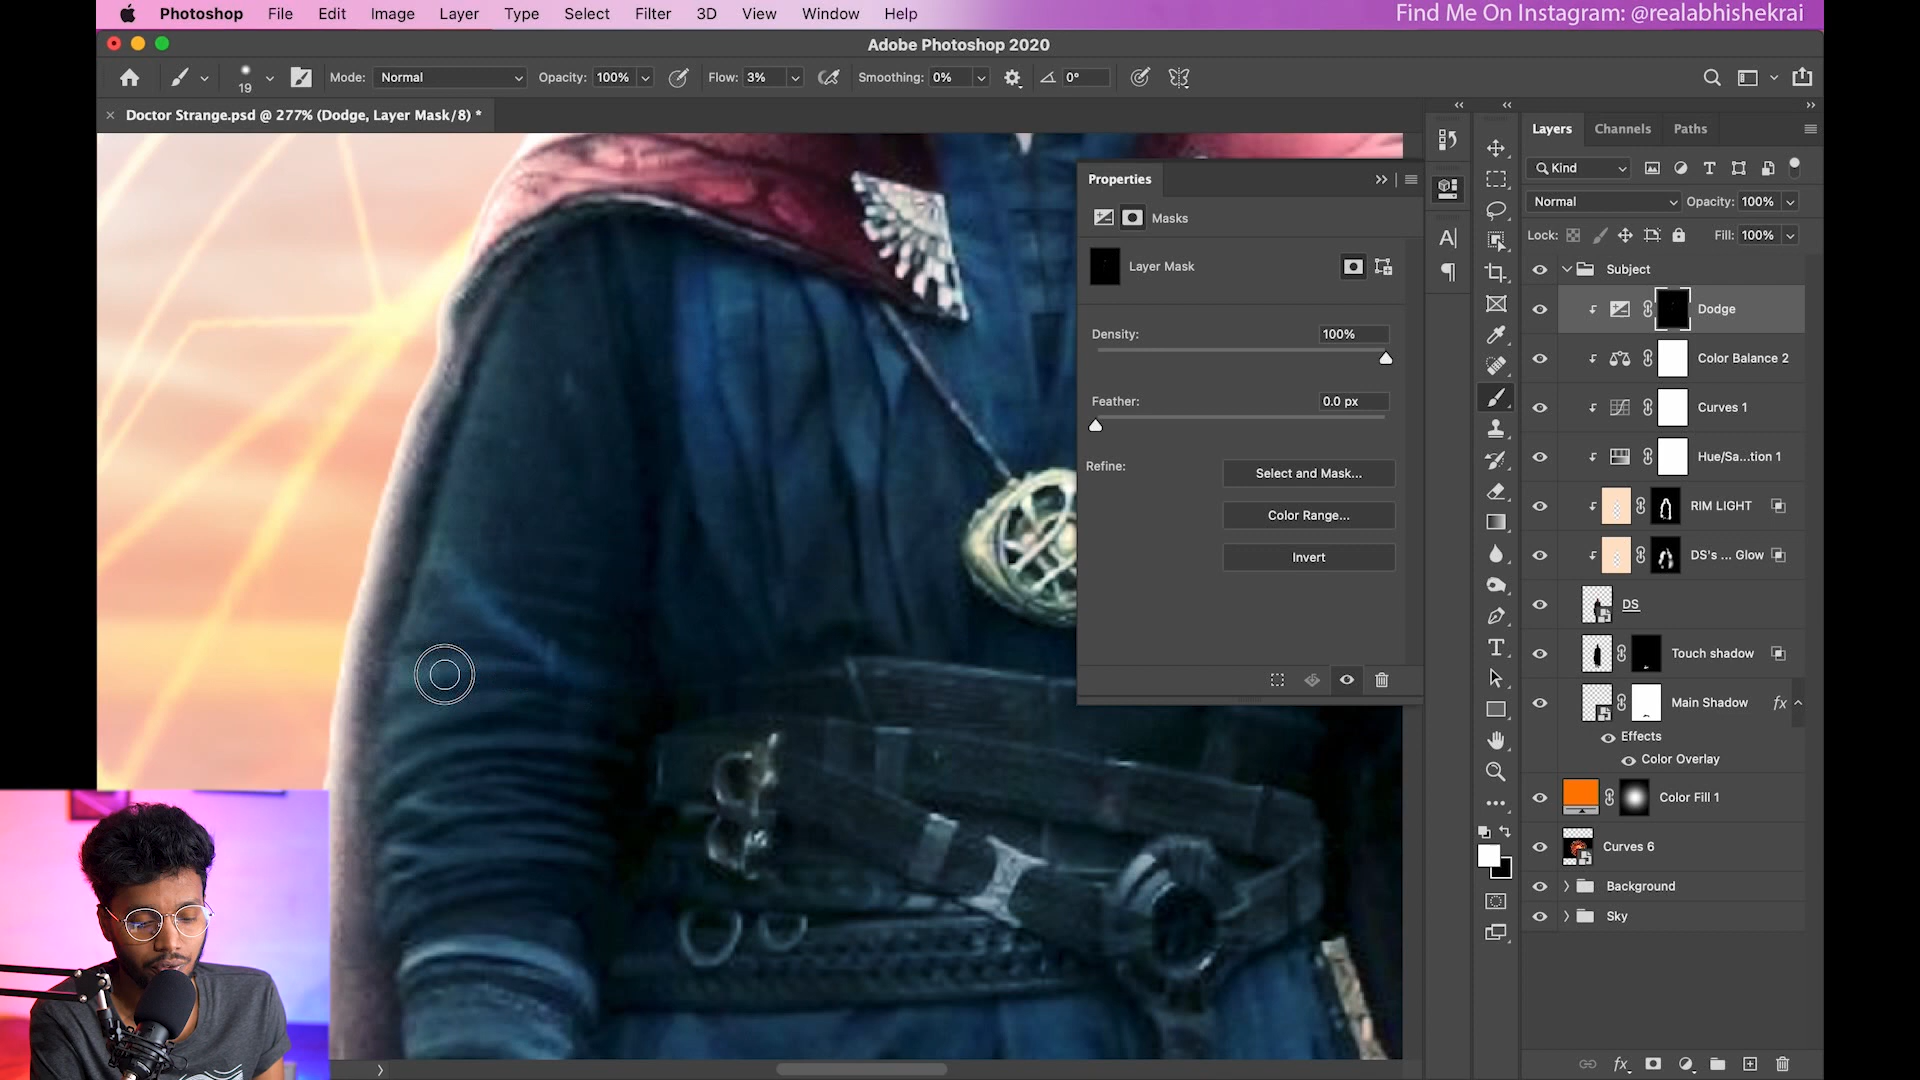 Photoshop File Edit Image Layer Type Select Filter 3D View Window Help
Find Me On Instagram: @realabhishekrai
Adobe Photoshop 2020
19
Mode: Normal Opacity: 100% Flow: 3% Smoothing: 0% 0°
Doctor Strange.psd @ 277% (Dodge, Layer Mask/8) *
Properties
Masks
Layer Mask
Density: 100%
Feather: 0.0 px
Refine:
Select and Mask...
Color Range...
Invert
Layers Channels Paths
Kind
Normal Opacity: 100%
Lock: Fill: 100%
Subject
Dodge
Color Balance 2
Curves 1
Hue/Sa...tion 1
RIM LIGHT
DS's ... Glow
DS
Touch shadow
Main Shadow fx
Effects
Color Overlay
Color Fill 1
Curves 6
Background
Sky
fx